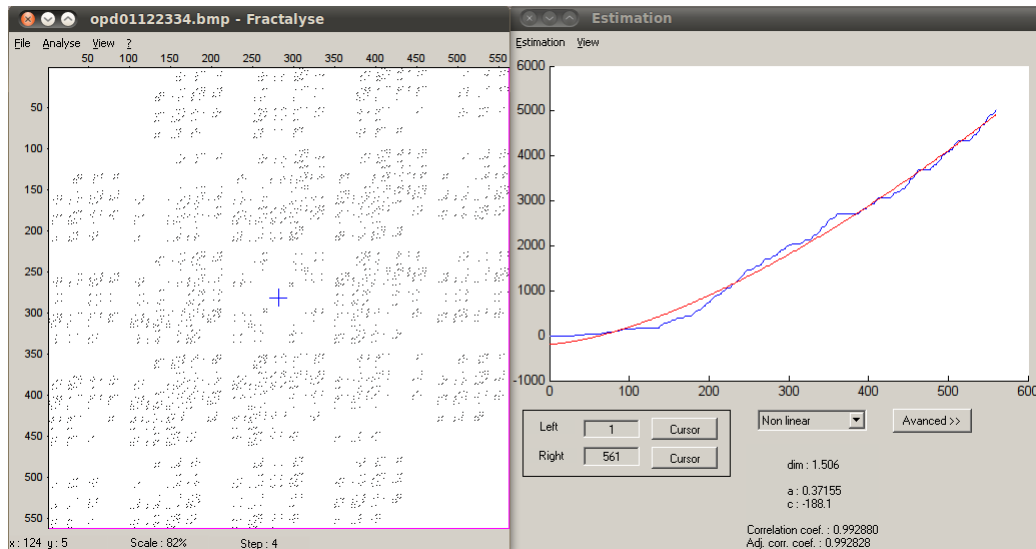 opd01122334.bmp - Fractalyse
File Analyse View ?
50 100 150 200 250 300 350 400 450 500 550
50
100
150
200
250
300
350
400
450
500
550
x : 124 y : 5 Scale : 82% Step : 4
Estimation
Estimation View
6000
5000
4000
3000
2000
1000
0
-1000
0 100 200 300 400 500 600
Left 1 Cursor
Right 561 Cursor
Non linear
Avanced >>
dim : 1.506
a : 0.37155
c : -188.1
Correlation coef. : 0.992880
Adj. corr. coef. : 0.992828